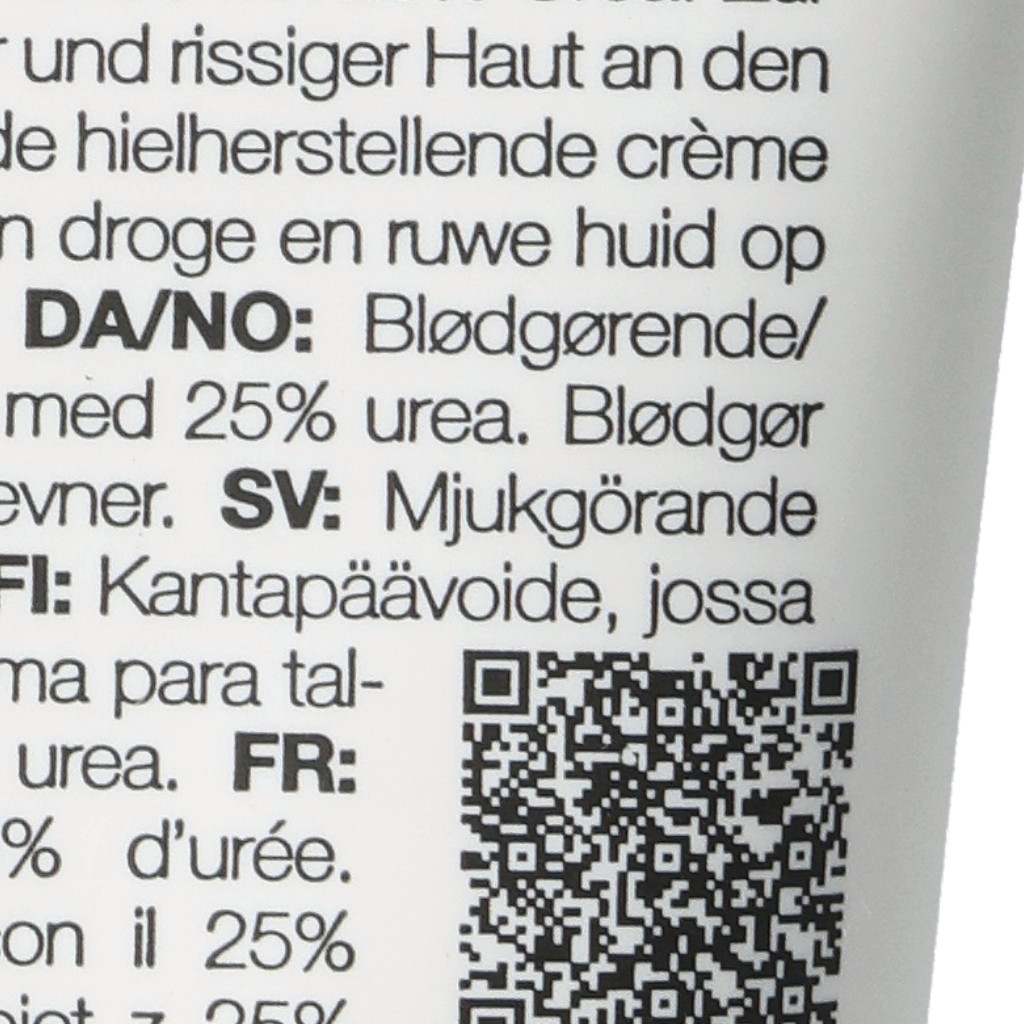 und rissiger Haut an den
de hielherstellende crème
droge en ruwe huid op
DA/NO: Blødgørende/
med 25% urea. Blødgør
evner. SV: Mjukgörande
FI: Kantapäävoide, jossa
para tal-
urea. FR:
% d'urée.
con il 25%
z 25%